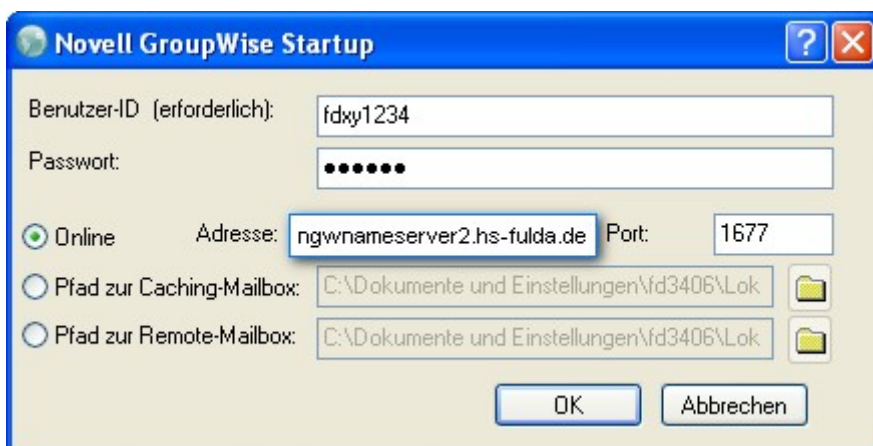 Novell GroupWise Startup
Benutzer-ID (erforderlich): fdxy1234
Passwort: ●●●●●●
Online Adresse: ngwnameserver2.hs-fulda.de Port: 1677
Pfad zur Caching-Mailbox: C:\Dokumente und Einstellungen\fd3406\Lok
Pfad zur Remote-Mailbox: C:\Dokumente und Einstellungen\fd3406\Lok
OK Abbrechen